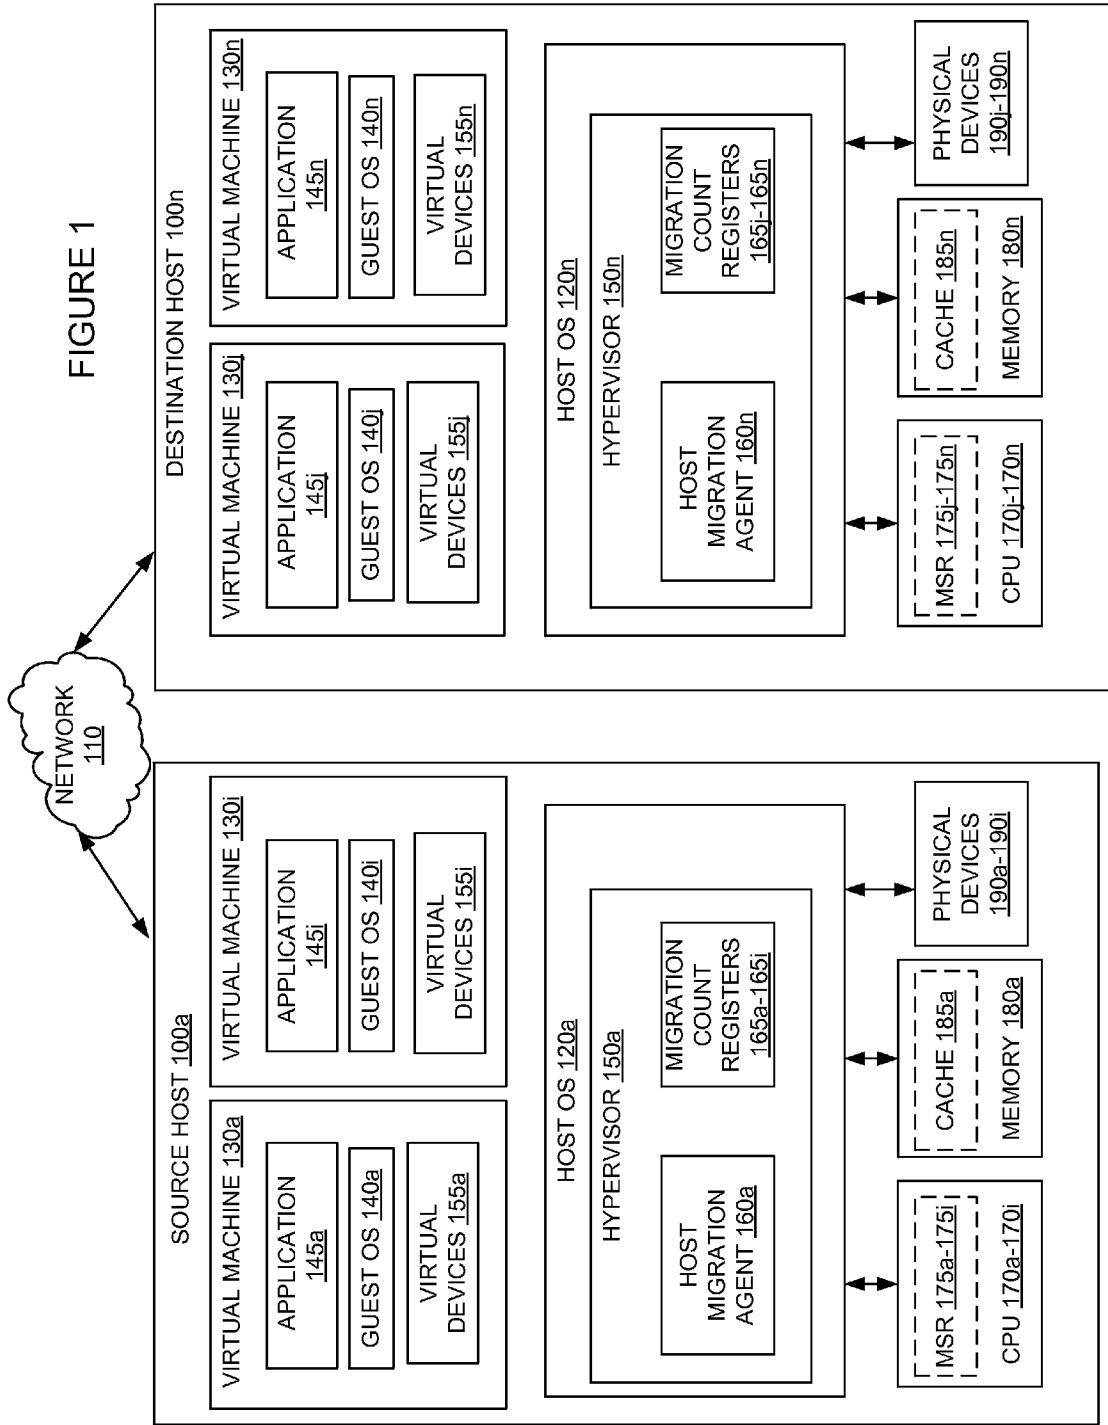 FIGURE 1
NETWORK
110
SOURCE HOST 100a
VIRTUAL MACHINE 130a
APPLICATION
145a
GUEST OS 140a
VIRTUAL
DEVICES 155a
VIRTUAL MACHINE 130i
APPLICATION
145i
GUEST OS 140i
VIRTUAL
DEVICES 155i
HOST OS 120a
HYPERVISOR 150a
HOST
MIGRATION
AGENT 160a
MIGRATION
COUNT
REGISTERS
165a-165i
MSR 175a-175i
CPU 170a-170i
CACHE 185a
MEMORY 180a
PHYSICAL
DEVICES
190a-190i
DESTINATION HOST 100n
VIRTUAL MACHINE 130j
APPLICATION
145j
GUEST OS 140j
VIRTUAL
DEVICES 155j
VIRTUAL MACHINE 130n
APPLICATION
145n
GUEST OS 140n
VIRTUAL
DEVICES 155n
HOST OS 120n
HYPERVISOR 150n
HOST
MIGRATION
AGENT 160n
MIGRATION
COUNT
REGISTERS
165j-165n
MSR 175j-175n
CPU 170j-170n
CACHE 185n
MEMORY 180n
PHYSICAL
DEVICES
190j-190n